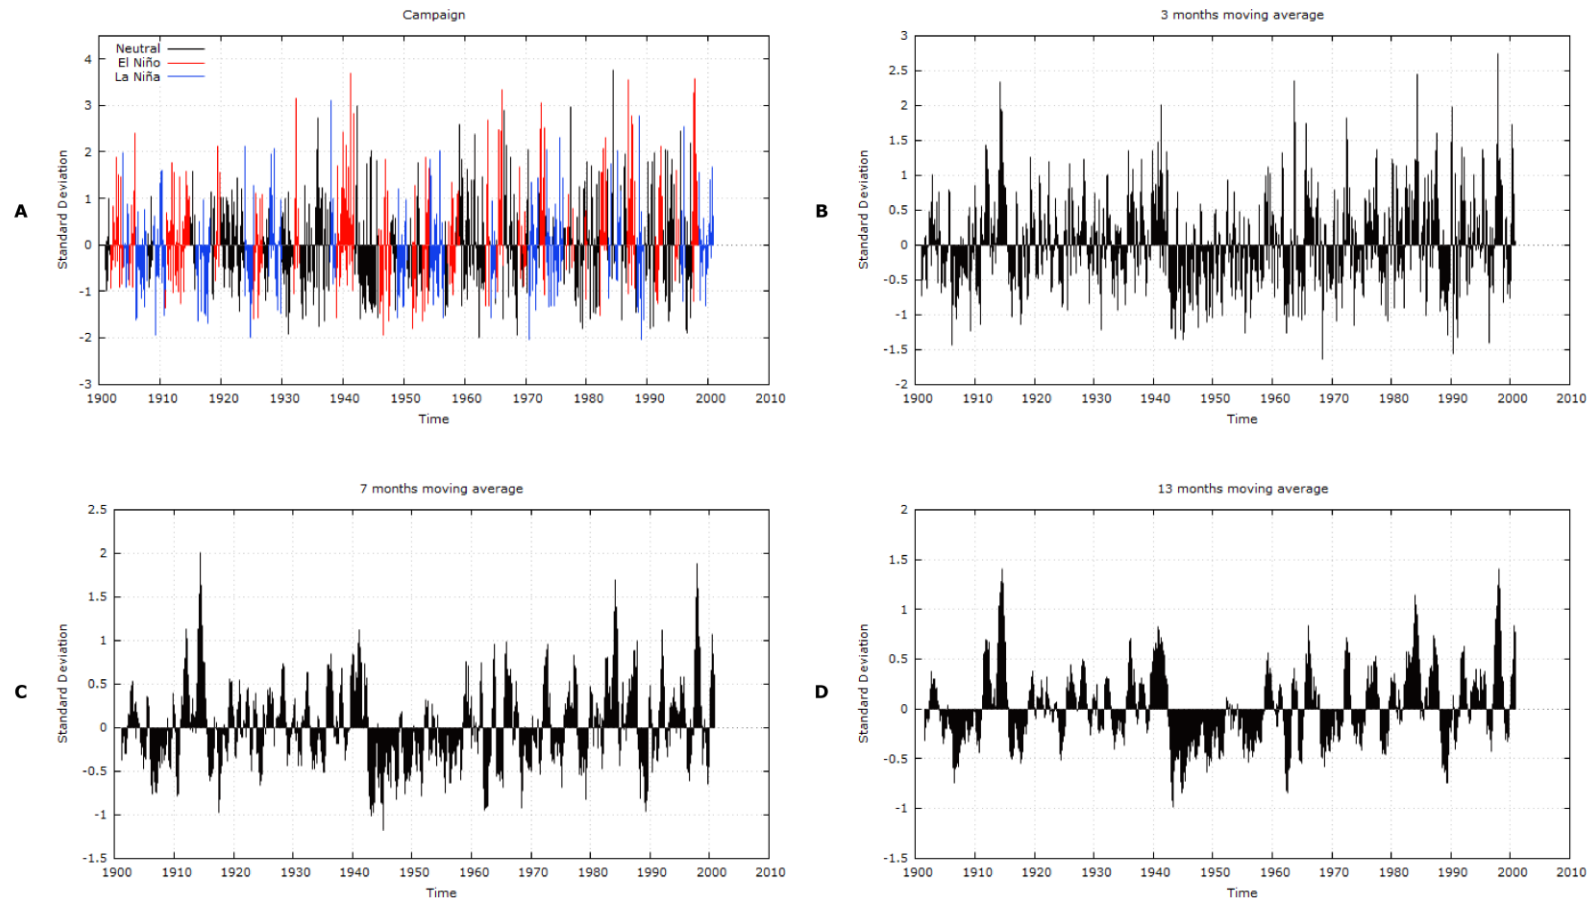 Campaign
Neutral
El Niño
La Niña
4
3
2
1
0
-1
-2
-3
Standard Deviation
A
1900 1910 1920 1930 1940 1950 1960 1970 1980 1990 2000 2010
Time
3 months moving average
3
2.5
2
1.5
1
0.5
0
-0.5
-1
-1.5
-2
Standard Deviation
B
1900 1910 1920 1930 1940 1950 1960 1970 1980 1990 2000 2010
Time
7 months moving average
2.5
2
1.5
1
0.5
0
-0.5
-1
-1.5
Standard Deviation
C
1900 1910 1920 1930 1940 1950 1960 1970 1980 1990 2000 2010
Time
13 months moving average
2
1.5
1
0.5
0
-0.5
-1
-1.5
Standard Deviation
D
1900 1910 1920 1930 1940 1950 1960 1970 1980 1990 2000 2010
Time